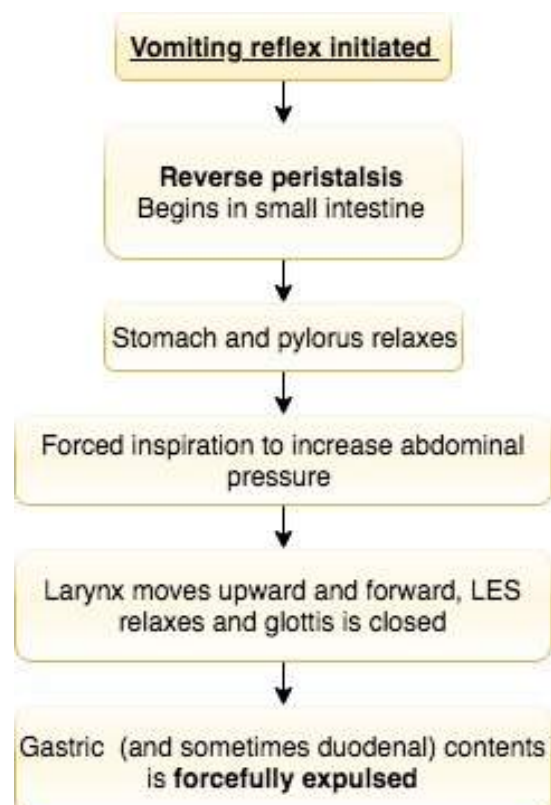 Vomiting reflex initiated
Reverse peristalsis
Begins in small intestine
Stomach and pylorus relaxes
Forced inspiration to increase abdominal
pressure
Larynx moves upward and forward, LES
relaxes and glottis is closed
Gastric (and sometimes duodenal) contents
is forcefully expulsed